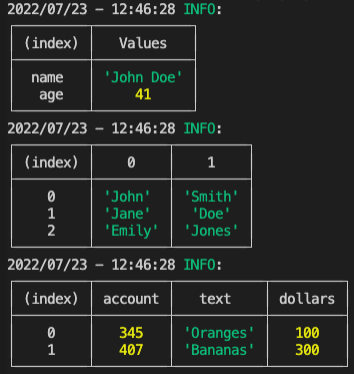 2022/07/23 – 12:46:28 INFO:
(index) Values
name 'John Doe'
age 41
2022/07/23 – 12:46:28 INFO:
(index) 0 1
0 'John' 'Smith'
1 'Jane' 'Doe'
2 'Emily' 'Jones'
2022/07/23 – 12:46:28 INFO:
(index) account text dollars
0 345 'Oranges' 100
1 407 'Bananas' 300